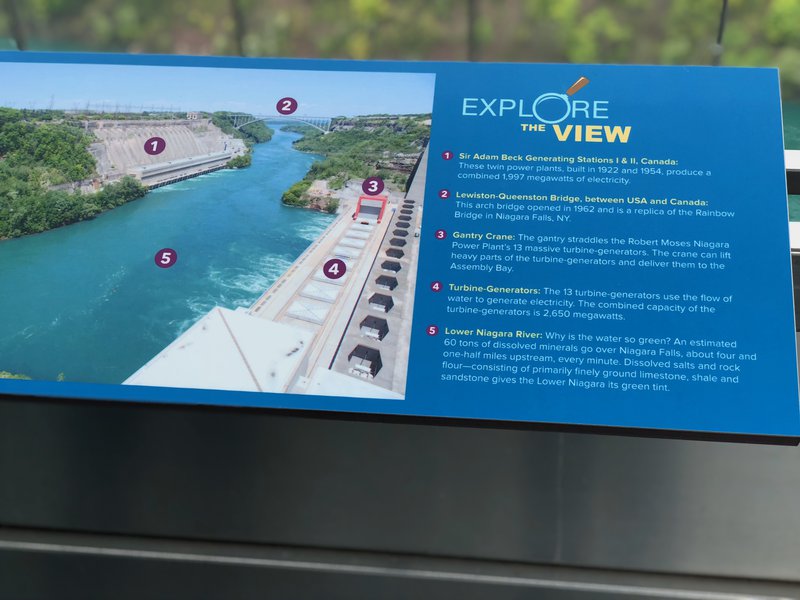 EXPLORE
THE VIEW
1 Sir Adam Beck Generating Stations I & II, Canada:
These twin power plants, built in 1922 and 1954, produce a
combined 1,997 megawatts of electricity.
2 Lewiston-Queenston Bridge, between USA and Canada:
This arch bridge opened in 1962 and is a replica of the Rainbow
Bridge in Niagara Falls, NY.
3 Gantry Crane: The gantry straddles the Robert Moses Niagara
Power Plant's 13 massive turbine-generators. The crane can lift
heavy parts of the turbine-generators and deliver them to the
Assembly Bay.
4 Turbine-Generators: The 13 turbine-generators use the flow of
water to generate electricity. The combined capacity of the
turbine-generators is 2,650 megawatts.
5 Lower Niagara River: Why is the water so green? An estimated
60 tons of dissolved minerals go over Niagara Falls, about four and
one-half miles upstream, every minute. Dissolved salts and rock
flour—consisting of primarily finely ground limestone, shale and
sandstone gives the Lower Niagara its green tint.
2
1
3
5
4